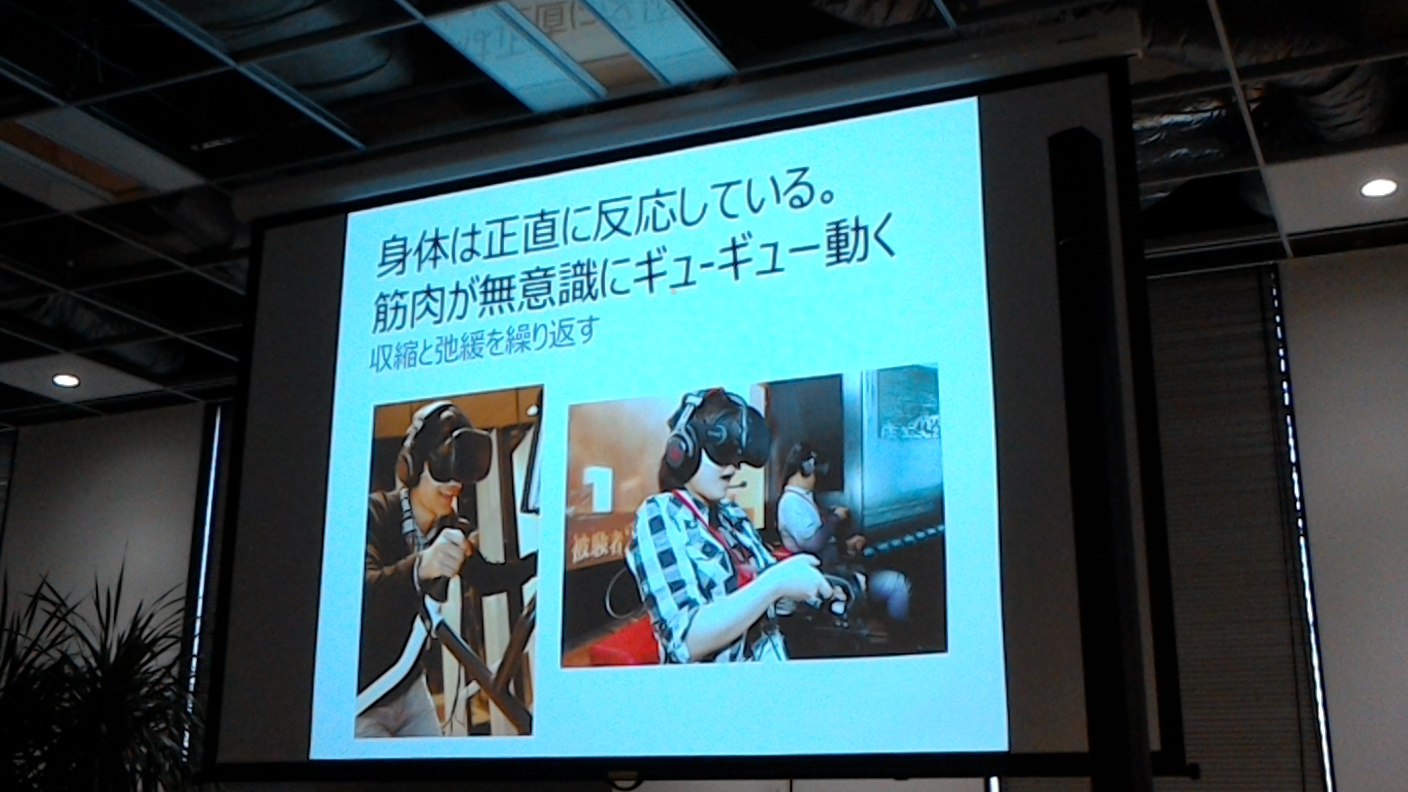 身体は正直に反応している。
筋肉が無意識にギューギュー動く
収縮と弛緩を繰り返す
1
被験者